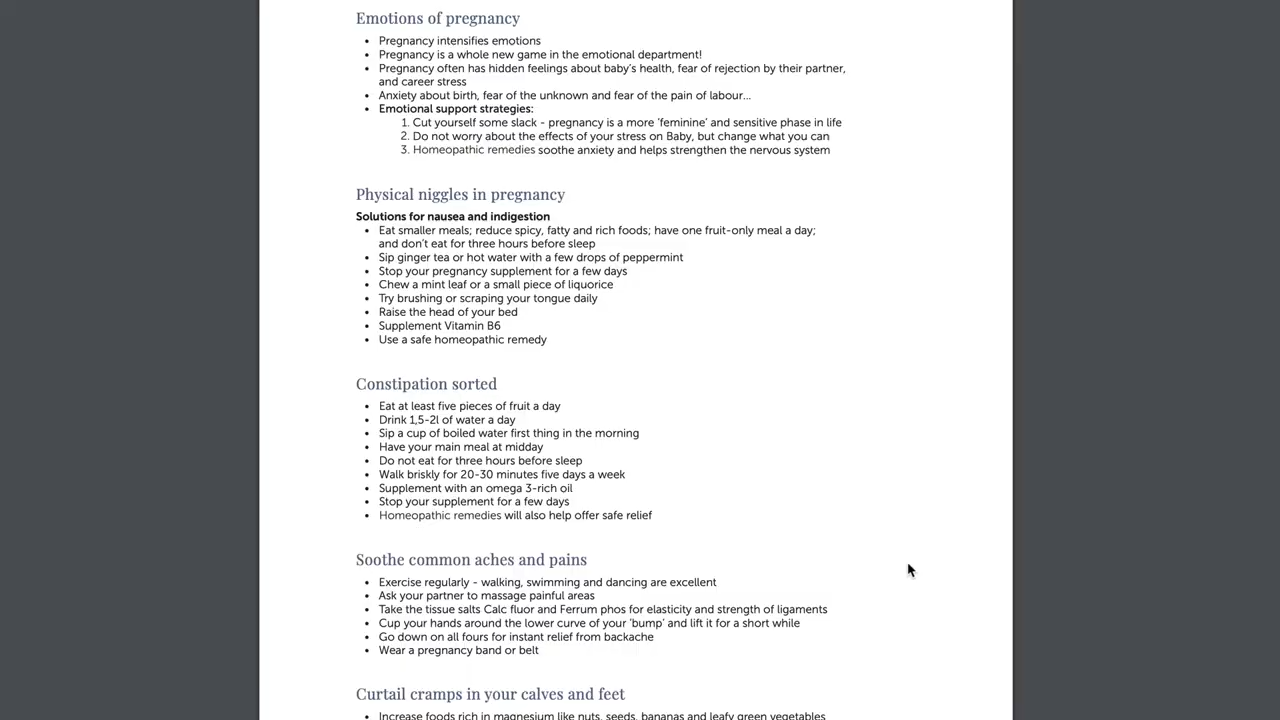 Emotions of pregnancy
• Pregnancy intensifies emotions
• Pregnancy is a whole new game in the emotional department!
• Pregnancy often has hidden feelings about baby's health, fear of rejection by their partner,
and career stress
• Anxiety about birth, fear of the unknown and fear of the pain of labour...
• Emotional support strategies:
1. Cut yourself some slack - pregnancy is a more 'feminine' and sensitive phase in life
2. Do not worry about the effects of your stress on Baby, but change what you can
3. Homeopathic remedies soothe anxiety and helps strengthen the nervous system
Physical niggles in pregnancy
Solutions for nausea and indigestion
• Eat smaller meals; reduce spicy, fatty and rich foods; have one fruit-only meal a day;
and don't eat for three hours before sleep
• Sip ginger tea or hot water with a few drops of peppermint
• Stop your pregnancy supplement for a few days
• Chew a mint leaf or a small piece of liquorice
• Try brushing or scraping your tongue daily
• Raise the head of your bed
• Supplement Vitamin B6
• Use a safe homeopathic remedy
Constipation sorted
• Eat at least five pieces of fruit a day
• Drink 1,5-2l of water a day
• Sip a cup of boiled water first thing in the morning
• Have your main meal at midday
• Do not eat for three hours before sleep
• Walk briskly for 20-30 minutes five days a week
• Supplement with an omega 3-rich oil
• Stop your supplement for a few days
• Homeopathic remedies will also help offer safe relief
Soothe common aches and pains
• Exercise regularly - walking, swimming and dancing are excellent
• Ask your partner to massage painful areas
• Take the tissue salts Calc fluor and Ferrum phos for elasticity and strength of ligaments
• Cup your hands around the lower curve of your 'bump' and lift it for a short while
• Go down on all fours for instant relief from backache
• Wear a pregnancy band or belt
Curtail cramps in your calves and feet
• Increase foods rich in magnesium like nuts, seeds, bananas and leafy green vegetables